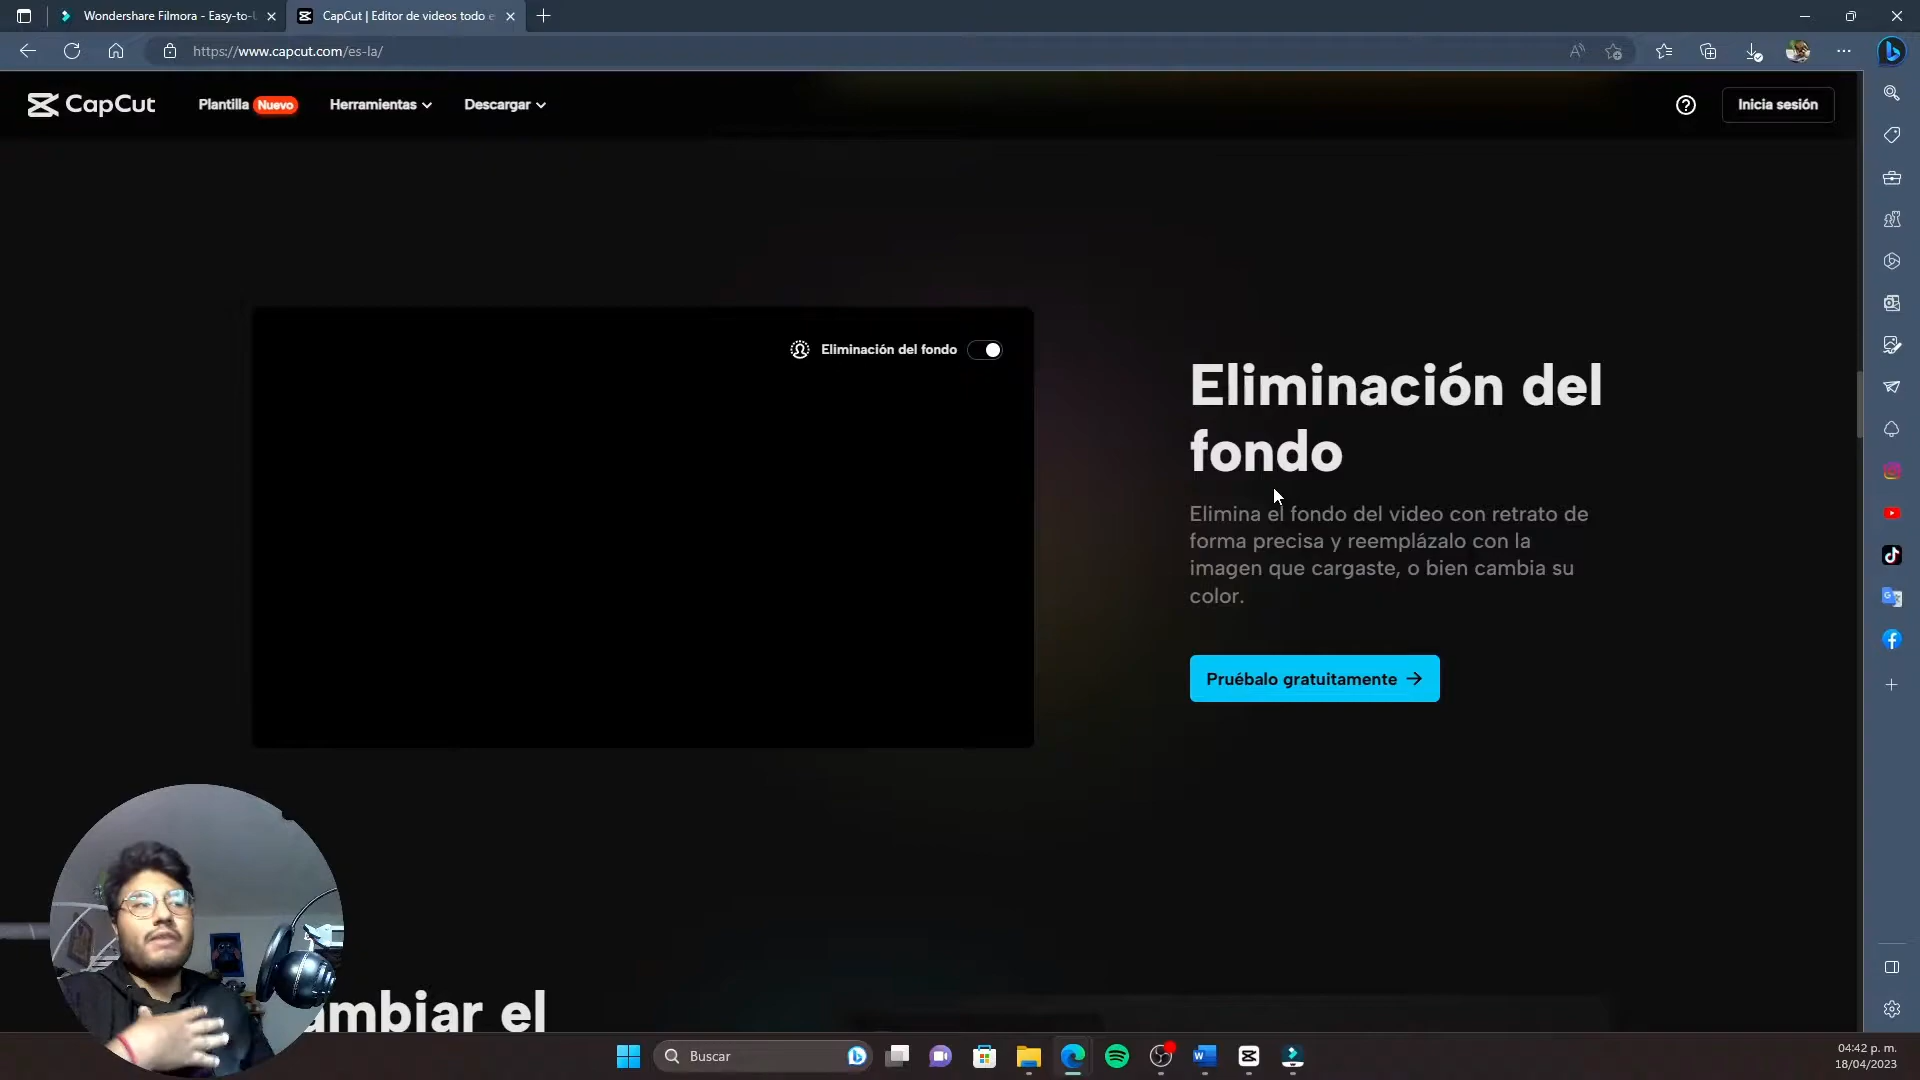 Wondershare Filmora - Easy-to-U
CapCut | Editor de videos todo e
https://www.capcut.com/es-la/
CapCut
Plantilla Nuevo
Herramientas
Descargar
Inicia sesión
Eliminación del fondo
Eliminación del
fondo
Elimina el fondo del video con retrato de
forma precisa y reemplázalo con la
imagen que cargaste, o bien cambia su
color.
Pruébalo gratuitamente →
ambiar el
Buscar
04:42 p. m.
18/04/2023